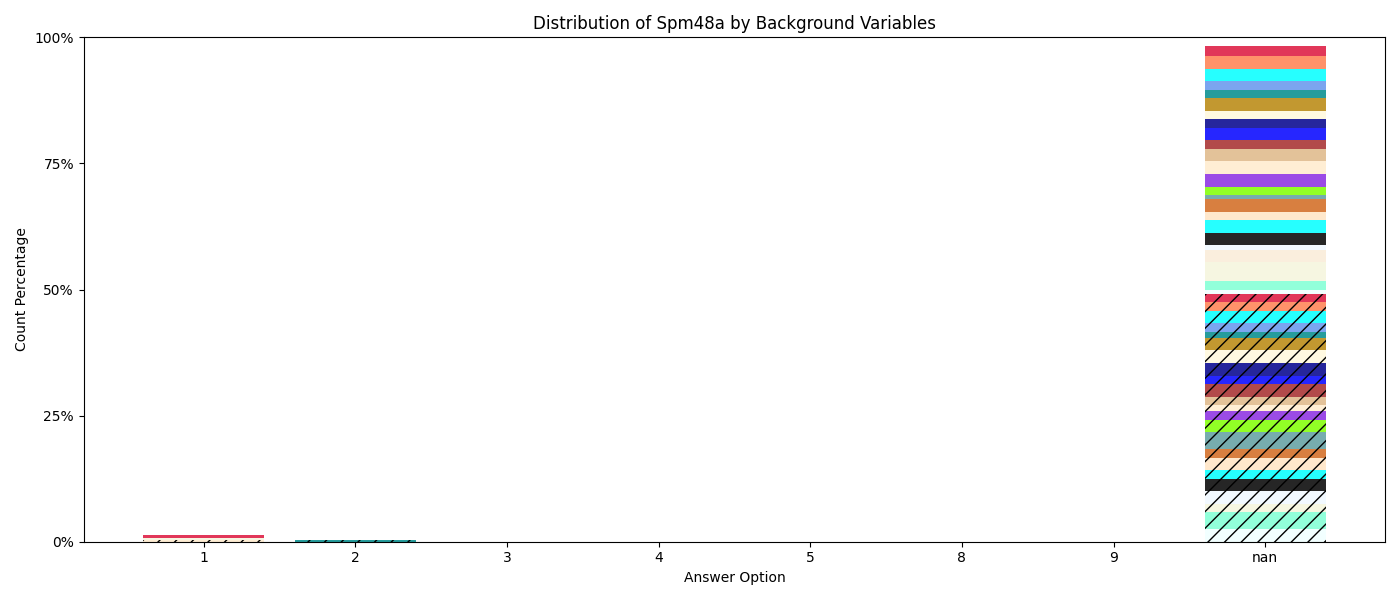 Distribution of Spm48a by Background Variables
Count Percentage
100%
75%
50%
25%
0%
1 2 3 4 5 8 9 nan
Answer Option